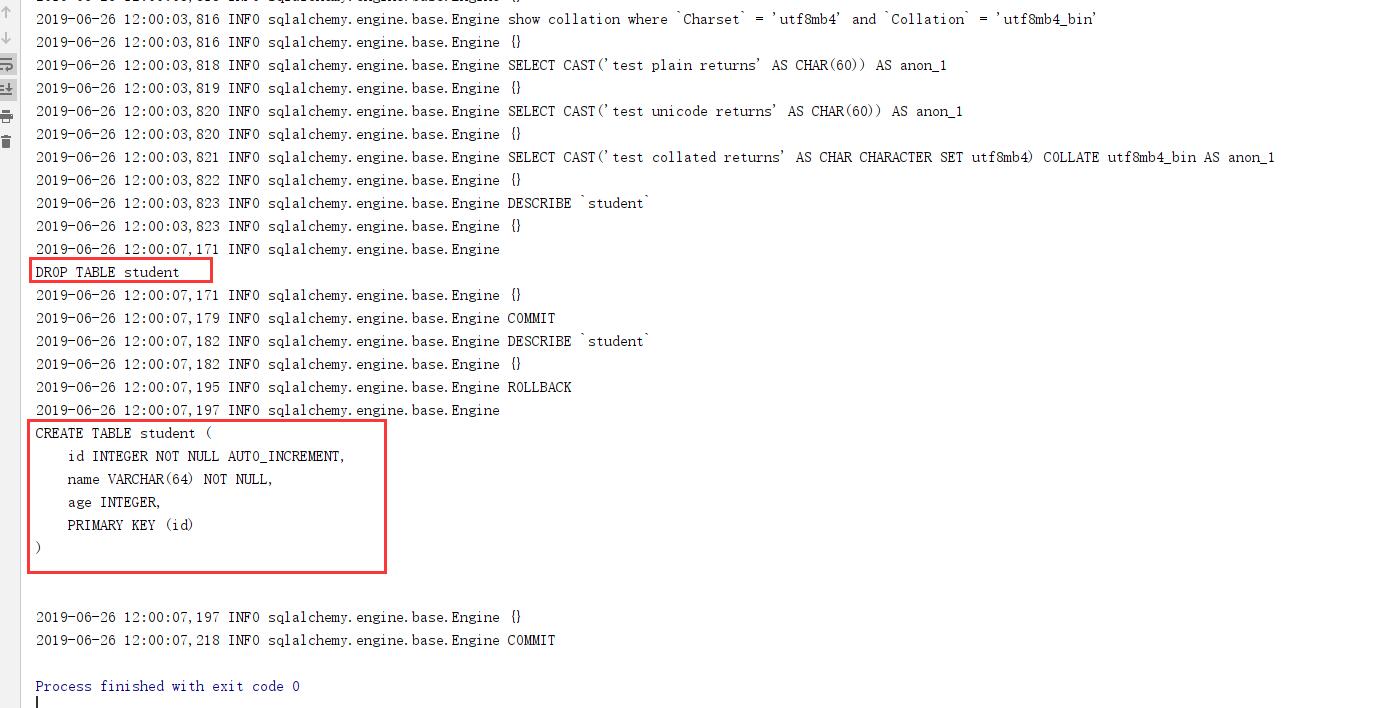 2019-06-26 12:00:03,816 INFO sqlalchemy.engine.base.Engine show collation where `Charset` = 'utf8mb4' and `Collation` = 'utf8mb4_bin'
2019-06-26 12:00:03,816 INFO sqlalchemy.engine.base.Engine {}
2019-06-26 12:00:03,818 INFO sqlalchemy.engine.base.Engine SELECT CAST('test plain returns' AS CHAR(60)) AS anon_1
2019-06-26 12:00:03,819 INFO sqlalchemy.engine.base.Engine {}
2019-06-26 12:00:03,820 INFO sqlalchemy.engine.base.Engine SELECT CAST('test unicode returns' AS CHAR(60)) AS anon_1
2019-06-26 12:00:03,820 INFO sqlalchemy.engine.base.Engine {}
2019-06-26 12:00:03,821 INFO sqlalchemy.engine.base.Engine SELECT CAST('test collated returns' AS CHAR CHARACTER SET utf8mb4) COLLATE utf8mb4_bin AS anon_1
2019-06-26 12:00:03,822 INFO sqlalchemy.engine.base.Engine {}
2019-06-26 12:00:03,823 INFO sqlalchemy.engine.base.Engine DESCRIBE `student`
2019-06-26 12:00:03,823 INFO sqlalchemy.engine.base.Engine {}
2019-06-26 12:00:07,171 INFO sqlalchemy.engine.base.Engine
DROP TABLE student
2019-06-26 12:00:07,171 INFO sqlalchemy.engine.base.Engine {}
2019-06-26 12:00:07,179 INFO sqlalchemy.engine.base.Engine COMMIT
2019-06-26 12:00:07,182 INFO sqlalchemy.engine.base.Engine DESCRIBE `student`
2019-06-26 12:00:07,182 INFO sqlalchemy.engine.base.Engine {}
2019-06-26 12:00:07,195 INFO sqlalchemy.engine.base.Engine ROLLBACK
2019-06-26 12:00:07,197 INFO sqlalchemy.engine.base.Engine
CREATE TABLE student (
    id INTEGER NOT NULL AUTO_INCREMENT,
    name VARCHAR(64) NOT NULL,
    age INTEGER,
    PRIMARY KEY (id)
)
2019-06-26 12:00:07,197 INFO sqlalchemy.engine.base.Engine {}
2019-06-26 12:00:07,218 INFO sqlalchemy.engine.base.Engine COMMIT
Process finished with exit code 0